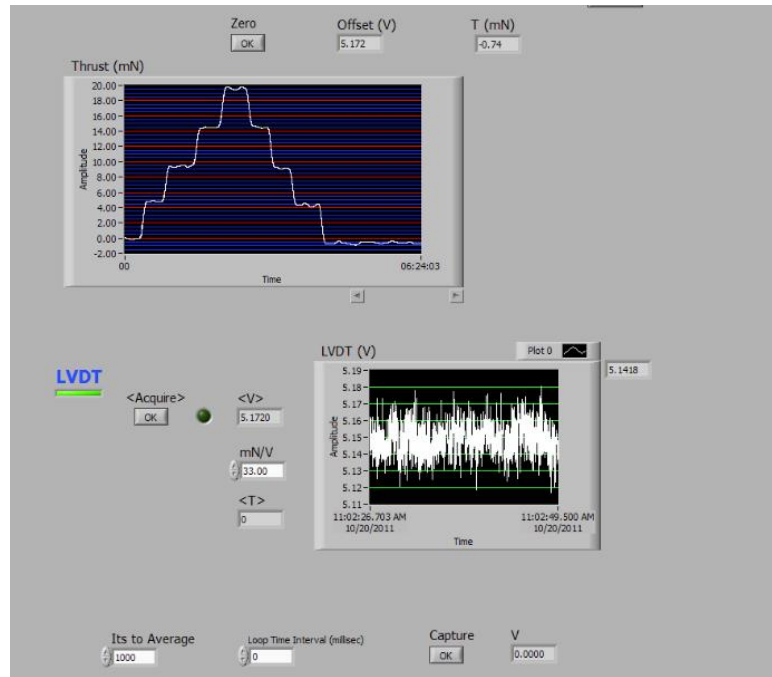 Zero
Offset (V)
T (mN)
OK
5.172
-0.74
Thrust (mN)
20.00
18.00
16.00
14.00
12.00
10.00
8.00
6.00
4.00
2.00
0.00
-2.00
Amplitude
00
06:24:03
Time
LVDT (V)
Plot 0
5.1418
LVDT
<Acquire>
OK
<V>
5.1720
mN/V
33.00
<T>
0
5.19
5.18
5.17
5.16
5.15
5.14
5.13
5.12
5.11
Amplitude
11:02:26.703 AM
10/20/2011
11:02:49.500 AM
10/20/2011
Time
Its to Average
1000
Loop Time Interval (millsec)
0
Capture
OK
V
0.0000